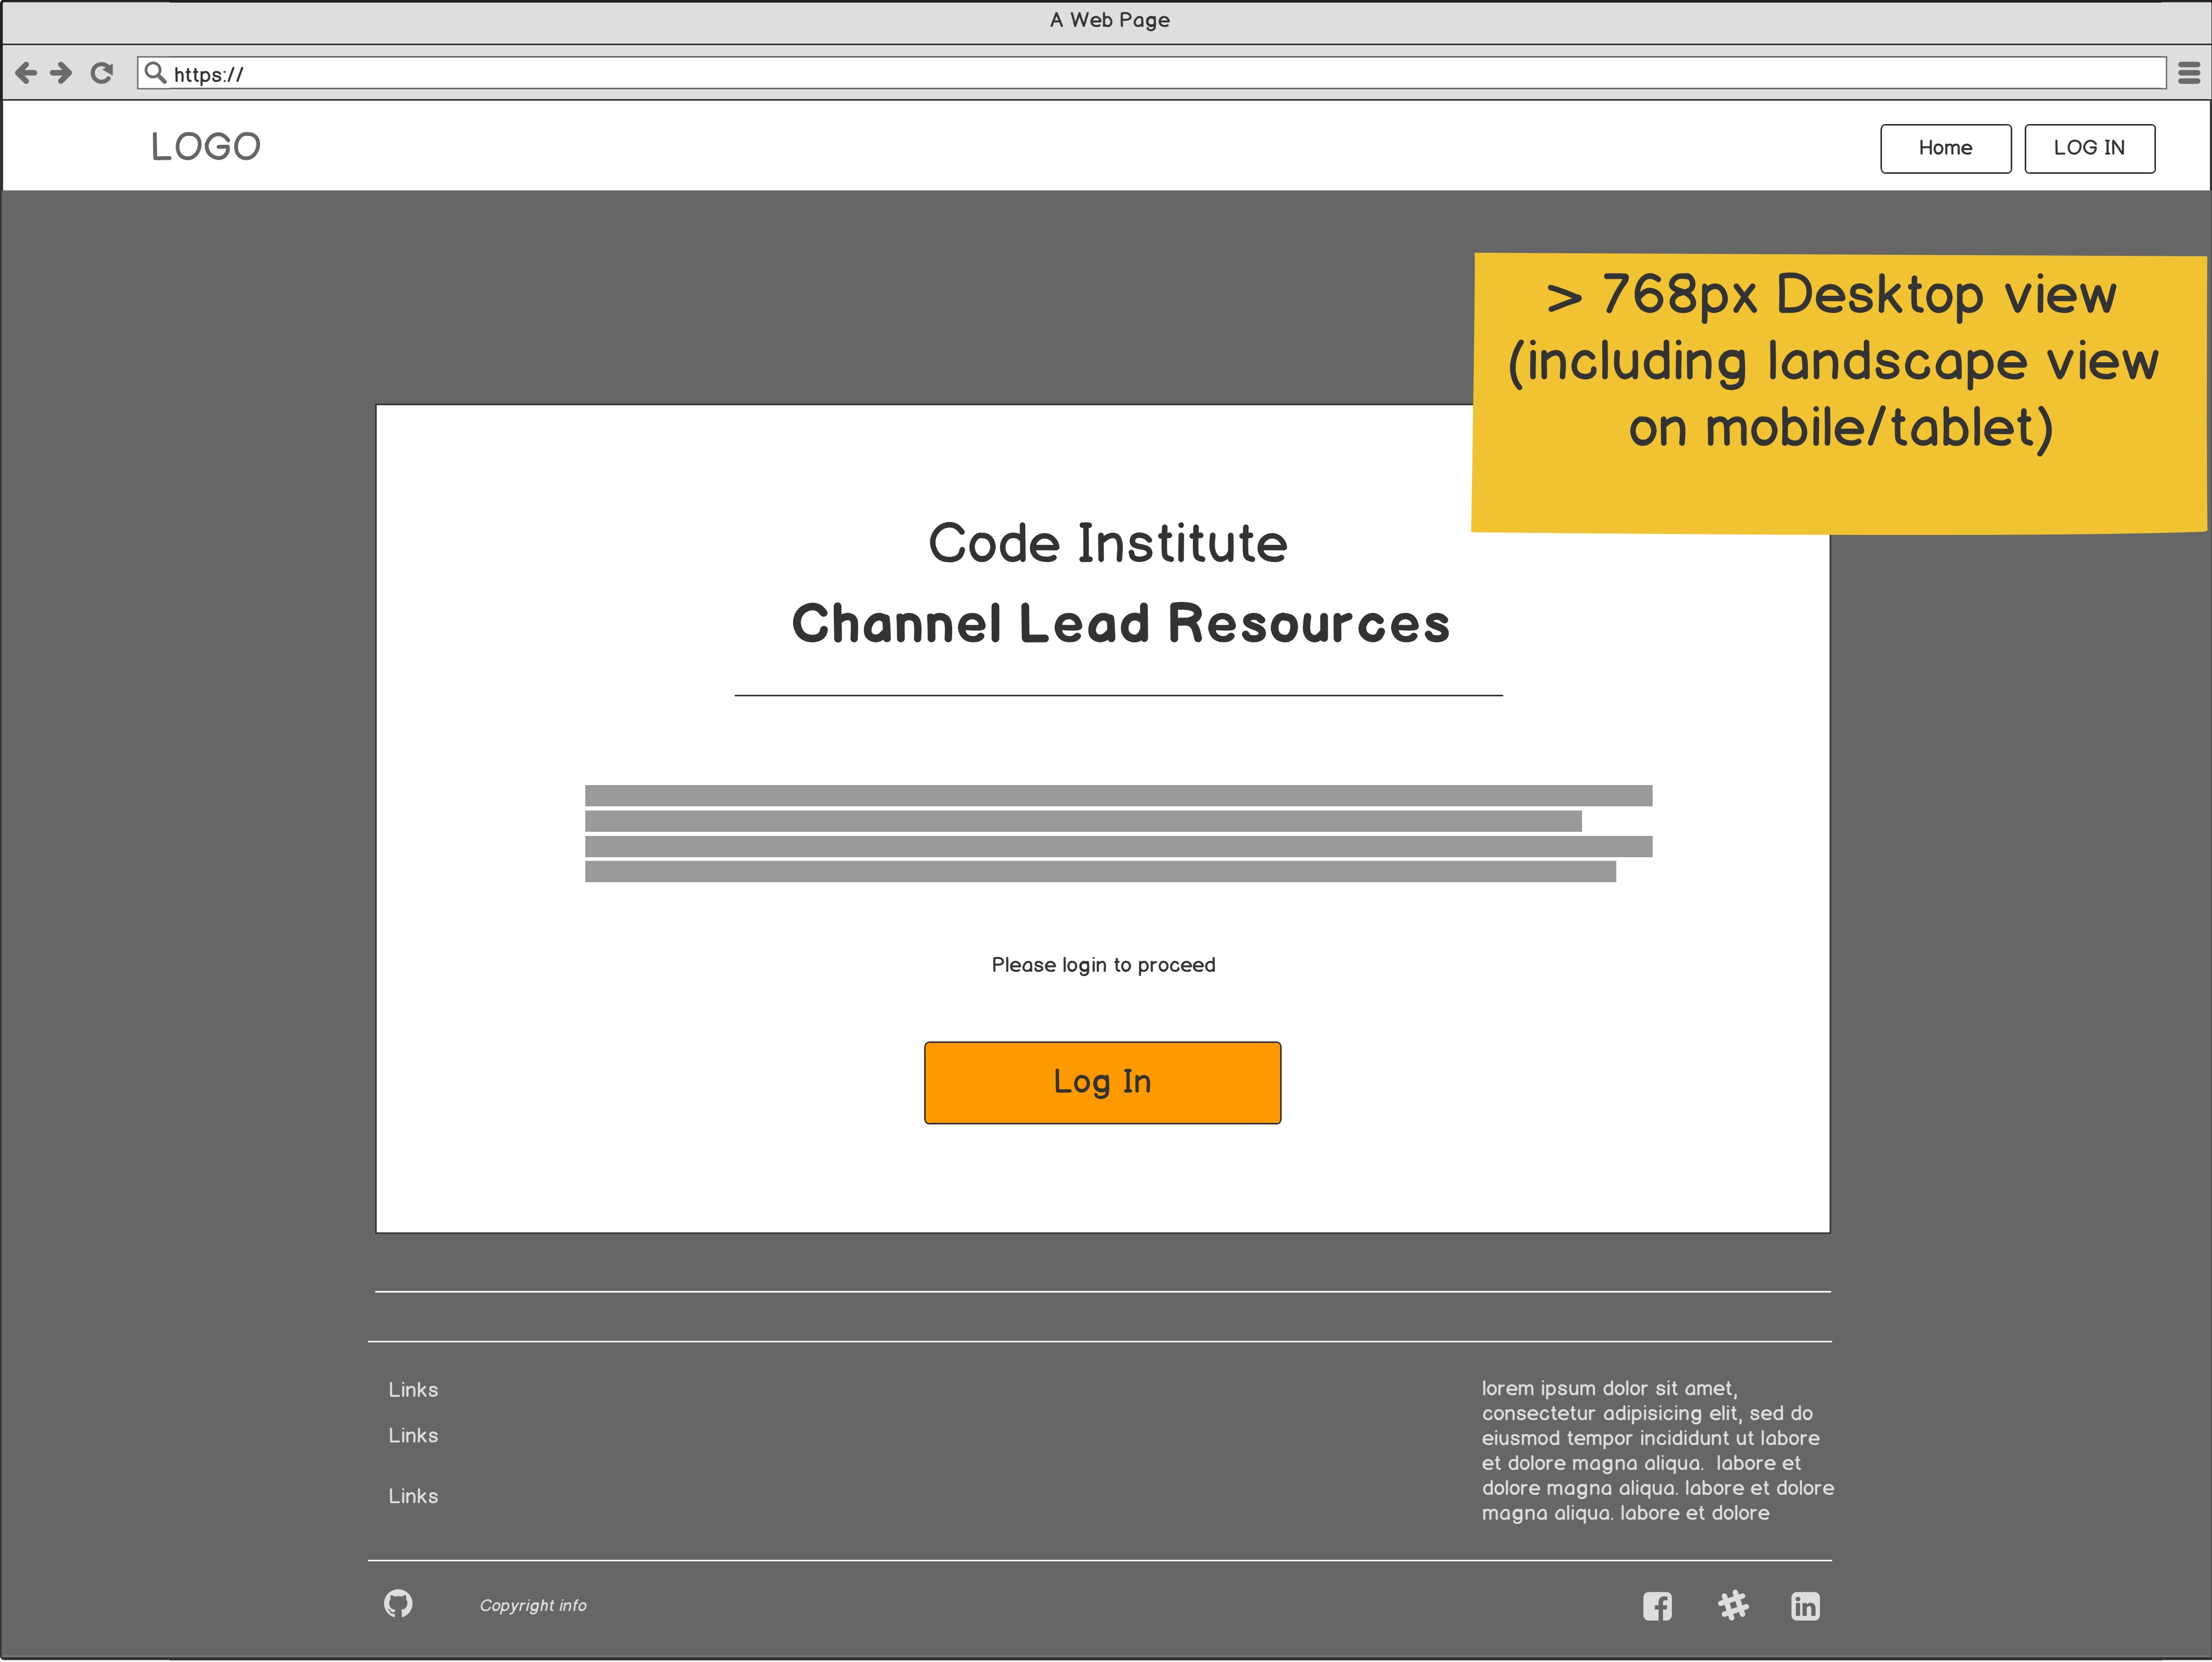 A Web Page
https://
LOGO
Home
LOG IN
> 768px Desktop view
(including landscape view
on mobile/tablet)
Code Institute
Channel Lead Resources
Please login to proceed
Log In
Links
Links
Links
lorem ipsum dolor sit amet,
consectetur adipisicing elit, sed do
eiusmod tempor incididunt ut labore
et dolore magna aliqua.  labore et
dolore magna aliqua. labore et dolore
magna aliqua. labore et dolore
Copyright info